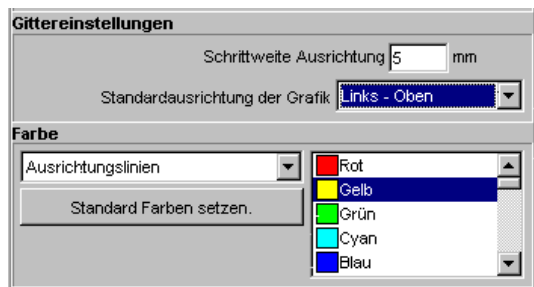 Gittereinstellungen
Schrittweite Ausrichtung 5 mm
Standardausrichtung der Grafik Links - Oben
Farbe
Ausrichtungslinien
Standard Farben setzen.
Rot
Gelb
Grün
Cyan
Blau